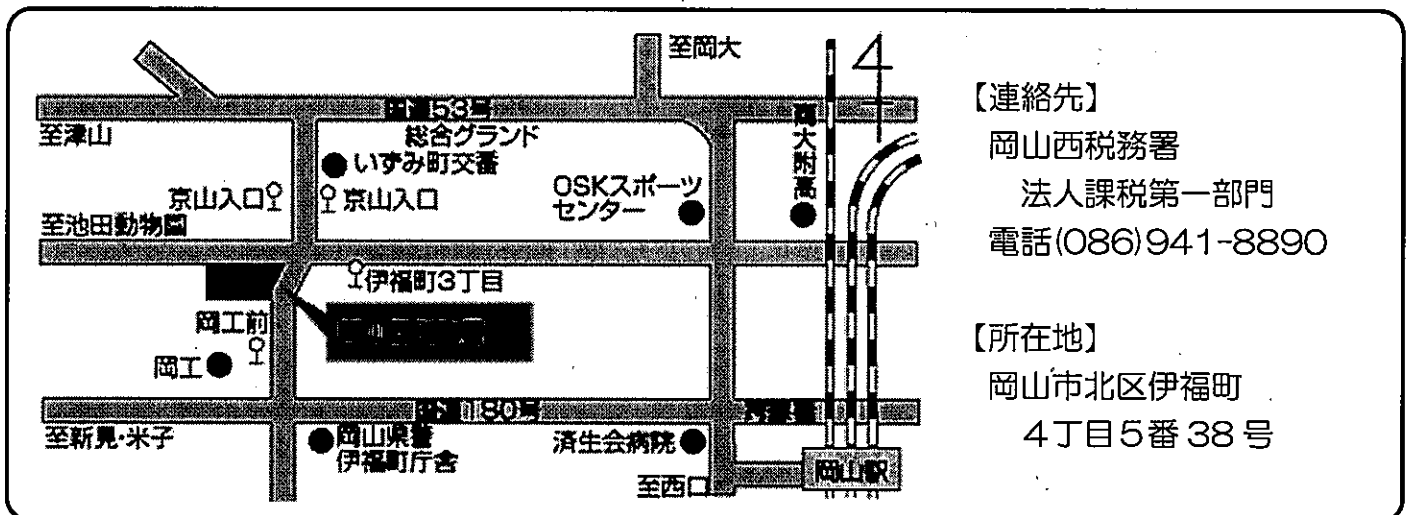 至岡大
国道53号
至津山
総合グランド
いずみ町交番
京山入口
京山入口
OSKスポーツ
センター
岡大附高
至池田動物園
伊福町3丁目
岡工前
岡工
国道180号
至新見・米子
岡山県警
伊福町庁舎
済生会病院
至西口
岡山駅
【連絡先】
岡山西税務署
法人課税第一部門
電話(086)941-8890
【所在地】
岡山市北区伊福町
4丁目5番38号